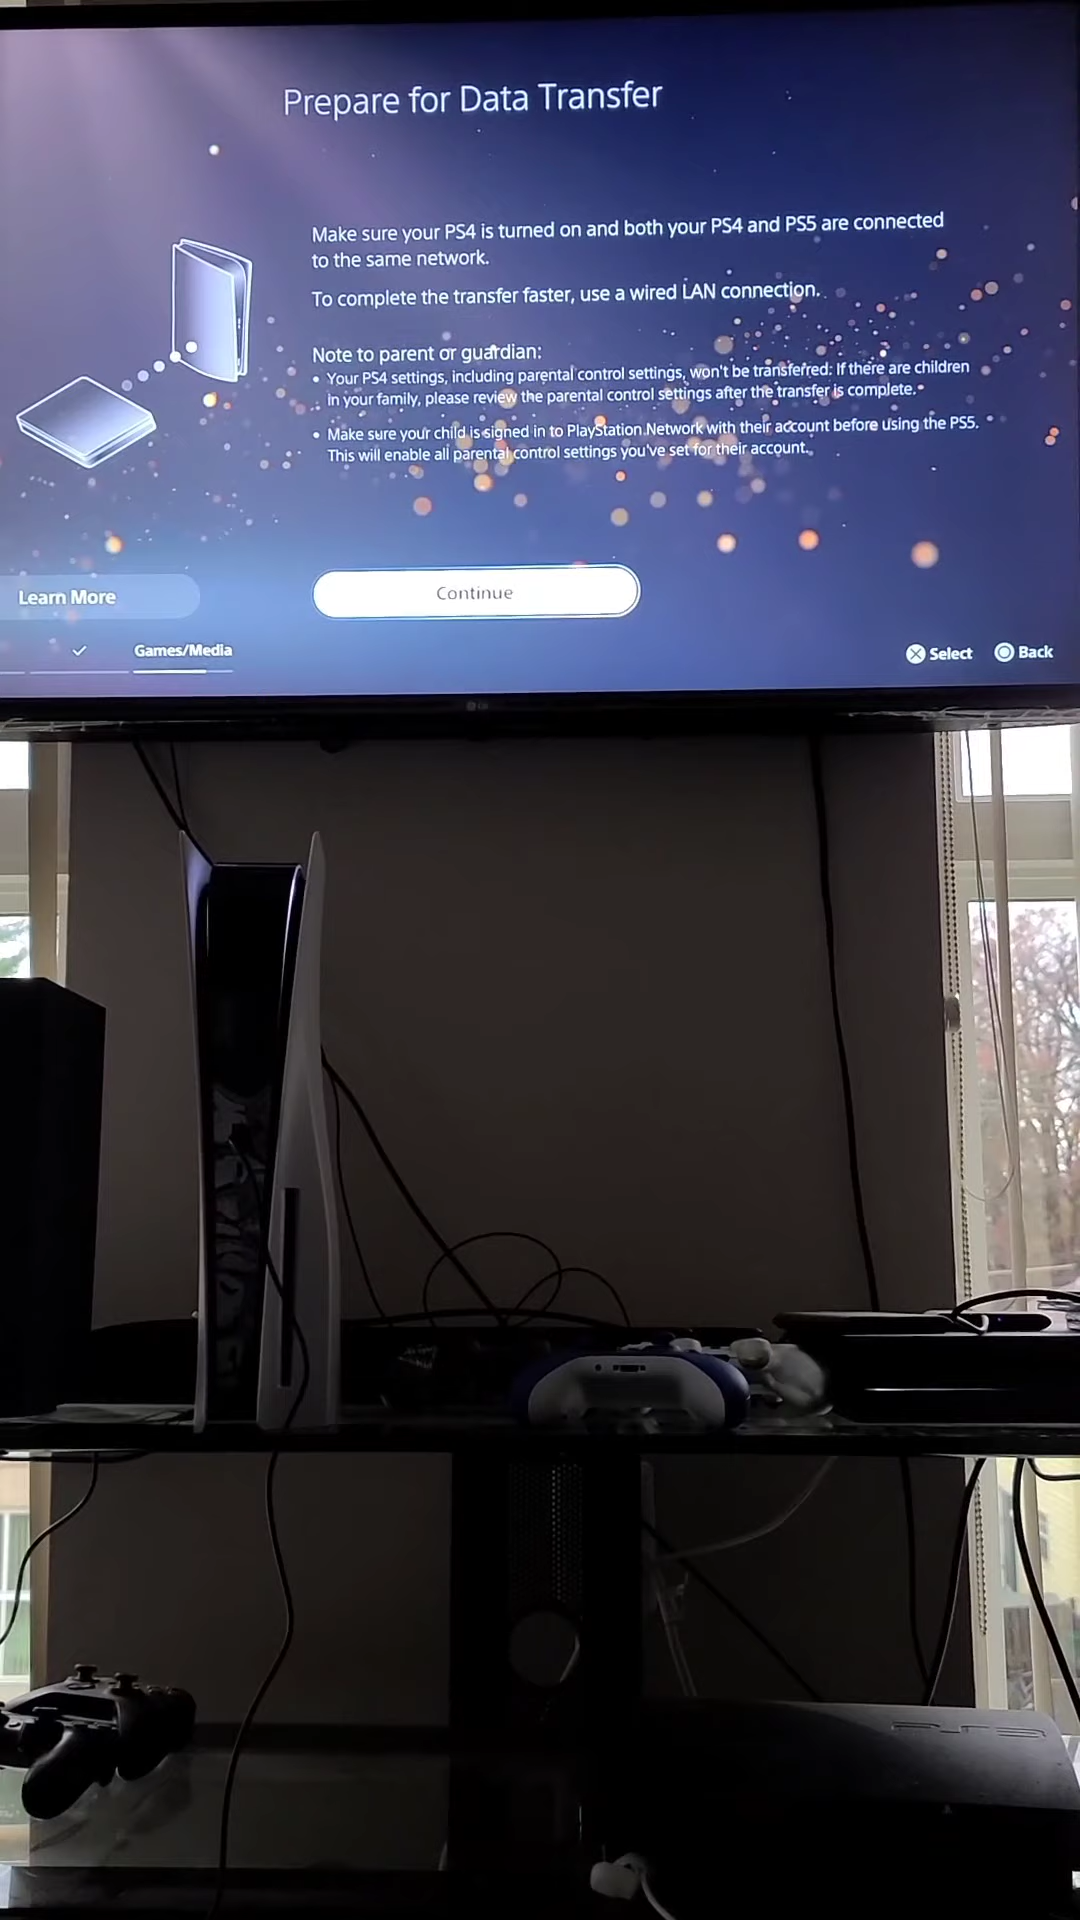 Prepare for Data Transfer
Make sure your PS4 is turned on and both your PS4 and PS5 are connected
to the same network.
To complete the transfer faster, use a wired LAN connection.
Note to parent or guardian:
• Your PS4 settings, including parental control settings, won't be transferred. If there are children
in your family, please review the parental control settings after the transfer is complete.
• Make sure your child is signed in to PlayStation Network with their account before using the PS5.
This will enable all parental control settings you've set for their account.
Learn More
Continue
Games/Media
Select
Back
LG
PS3